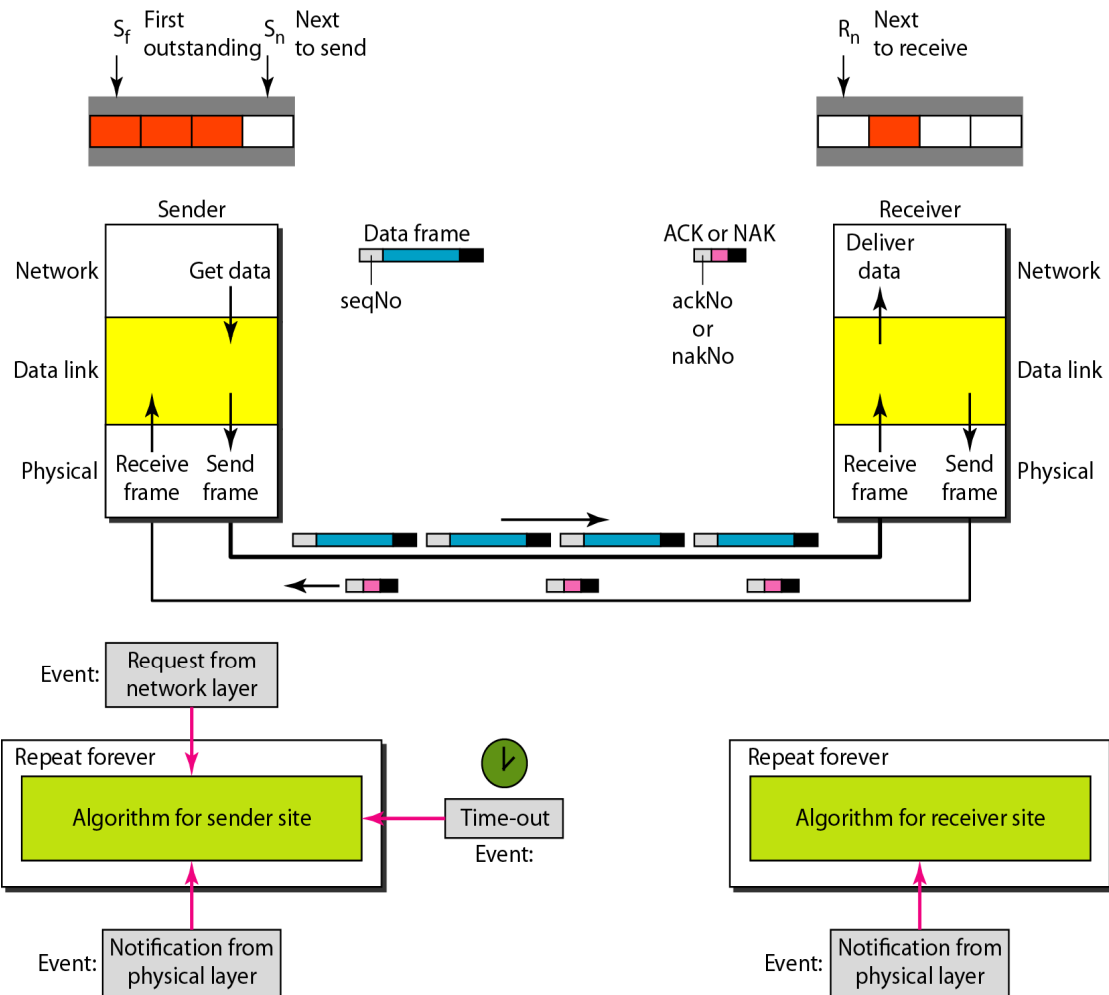 Sf First
outstanding
Sn Next
to send
Rn Next
to receive
Sender
Receiver
Data frame
seqNo
ACK or NAK
ackNo
or
nakNo
Network
Get data
Deliver
data
Network
Data link
Data link
Physical
Receive
frame
Send
frame
Receive
frame
Send
frame
Physical
Event:
Request from
network layer
Repeat forever
Algorithm for sender site
Time-out
Event:
Repeat forever
Algorithm for receiver site
Event:
Notification from
physical layer
Event:
Notification from
physical layer